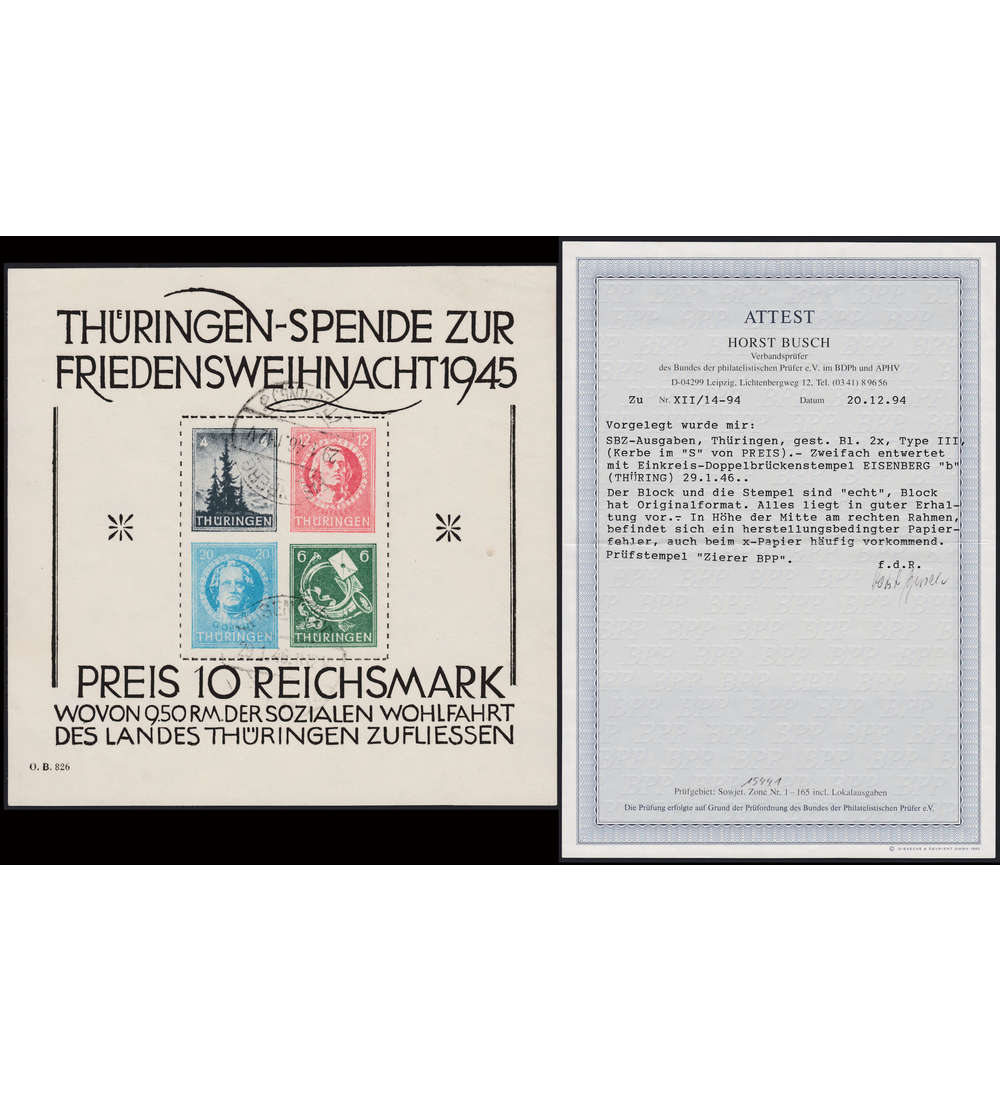 THÜRINGEN-SPENDE ZUR
FRIEDENSWEIHNACHT 1945
4
THÜRINGEN
12 12
THÜRINGEN
20 20
GOETHE
THÜRINGEN
6 6
THÜRINGEN
PREIS 10 REICHSMARK
WOVON 9,50 RM. DER SOZIALEN WOHLFAHRT
DES LANDES THÜRINGEN ZUFLIESSEN
O. B. 826
ATTEST
HORST BUSCH
Verbandsprüfer
des Bundes der philatelistischen Prüfer e.V. im BDPh und APHV
D-04299 Leipzig, Lichtenbergweg 12, Tel. (03 41) 8 96 56
Zu Nr. XII/14-94 Datum 20.12.94
Vorgelegt wurde mir:
SBZ-Ausgaben, Thüringen, gest. Bl. 2x, Type III,
(Kerbe im "S" von PREIS).- Zweifach entwertet
mit Einkreis-Doppelbrückenstempel EISENBERG "b"
(THÜRING) 29.1.46..
Der Block und die Stempel sind "echt", Block
hat Originalformat. Alles liegt in guter Erhal-
tung vor.- In Höhe der Mitte am rechten Rahmen,
befindet sich ein herstellungsbedingter Papier-
fehler, auch beim x-Papier häufig vorkommend.
Prüfstempel "Zierer BPP".
f.d.R.
15441
Prüfgebiet: Sowjet. Zone Nr. 1 – 165 incl. Lokalausgaben
Die Prüfung erfolgte auf Grund der Prüfordnung des Bundes der Philatelistischen Prüfer e.V.